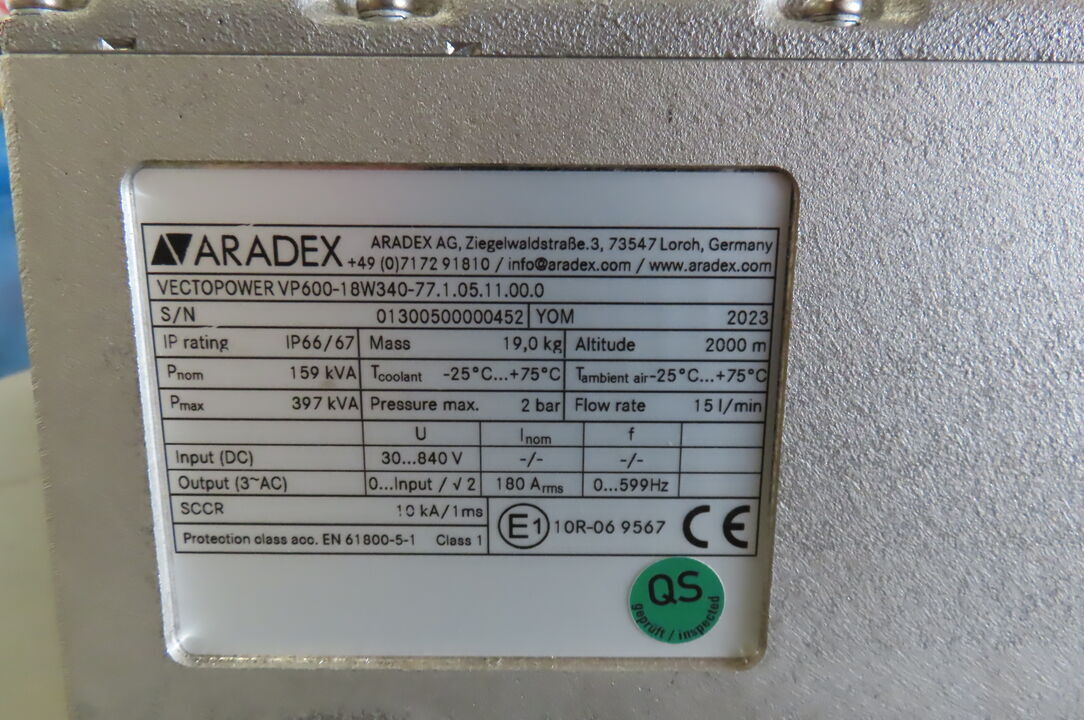 ARADEX
ARADEX AG, Ziegelwaldstraße.3, 73547 Lorch, Germany
+49 (0)7172 91810 / info@aradex.com / www.aradex.com
VECTOPOWER VP600-18W340-77.1.05.11.00.0
S/N 01300500000452 YOM 2023
IP rating IP66/67 Mass 19,0 kg Altitude 2000 m
Pnom 159 kVA Tcoolant -25°C...+75°C Tambient air -25°C...+75°C
Pmax 397 kVA Pressure max. 2 bar Flow rate 15 l/min
U Inom f
Input (DC) 30...840 V -/- -/-
Output (3~AC) 0...Input / √2 180 Arms 0...599Hz
SCCR 10 kA/1ms
Protection class acc. EN 61800-5-1 Class 1
E1 10R-06 9567 CE
QS
geprüft / inspected